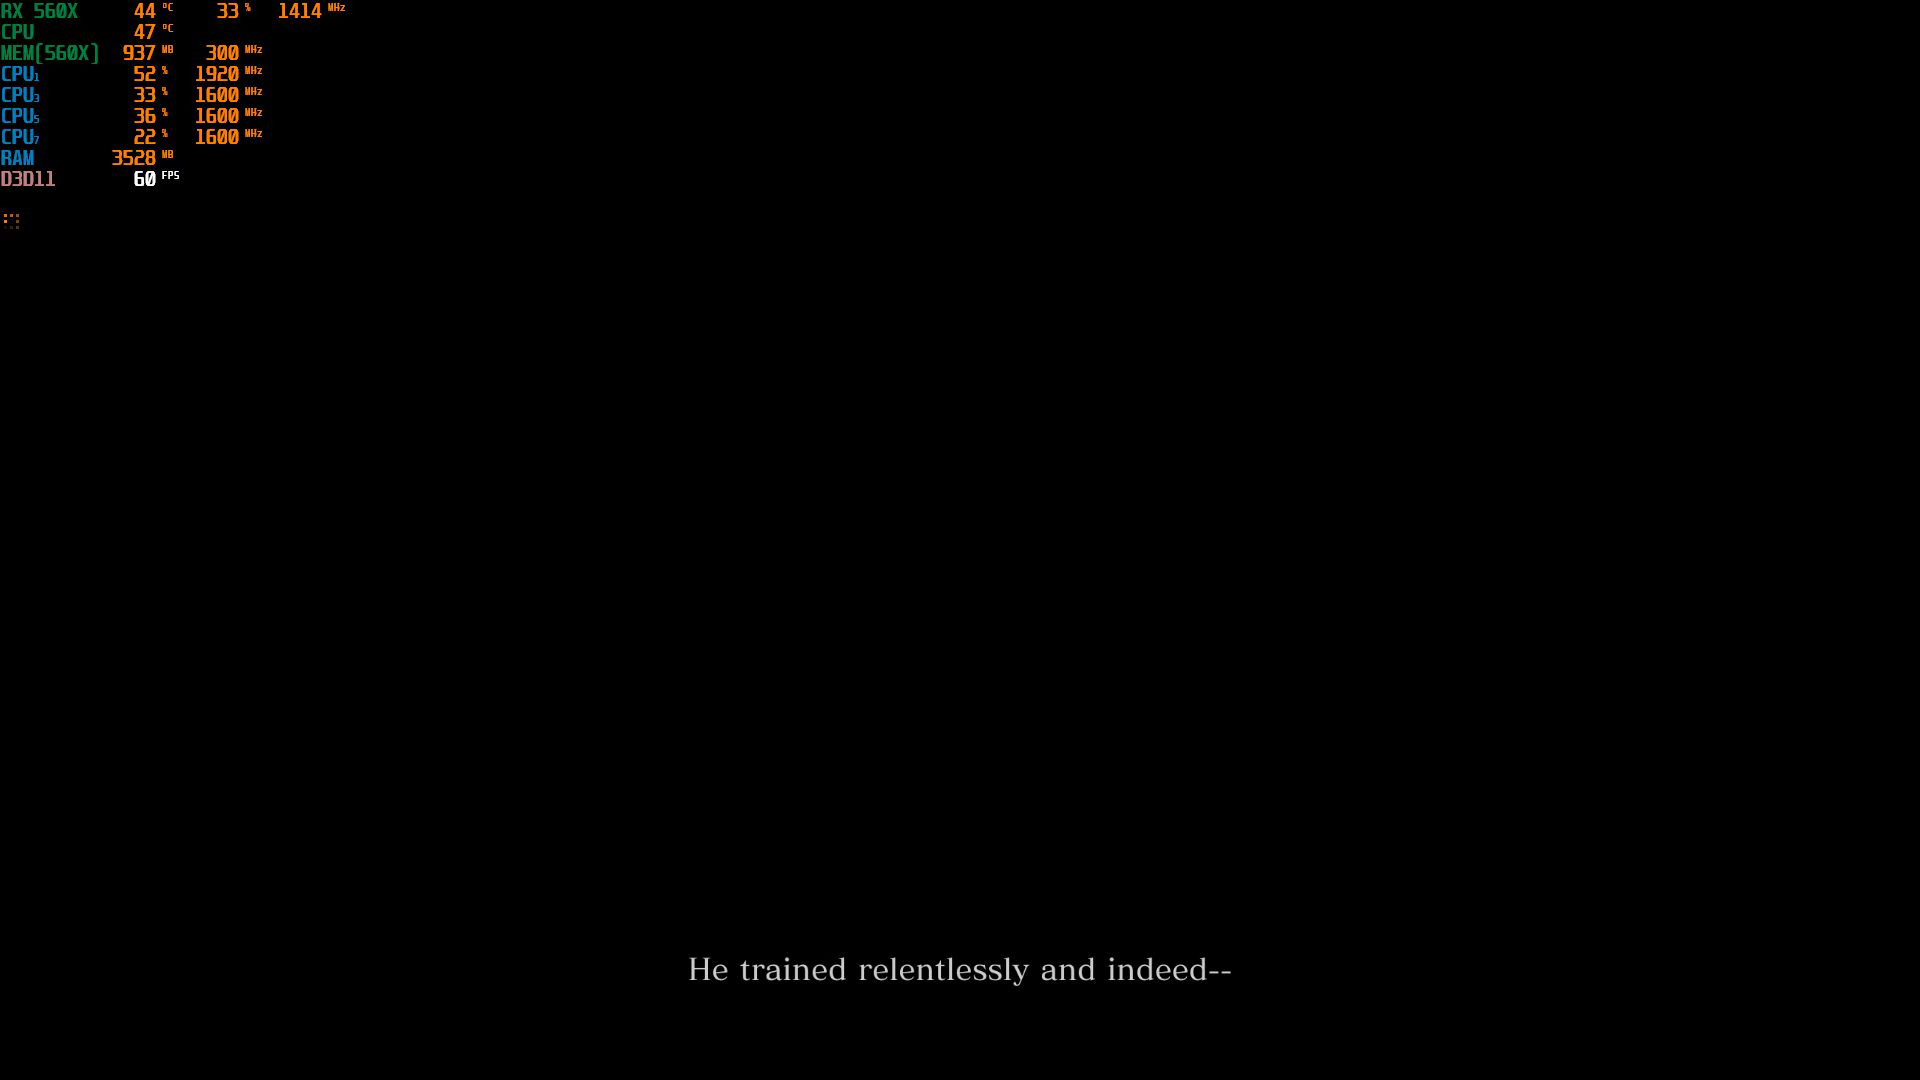 RX 560X 44 °C 33 % 1414 MHz
CPU 47 °C
MEM[560X] 937 MB 300 MHz
CPU1 52 % 1920 MHz
CPU3 33 % 1600 MHz
CPU5 36 % 1600 MHz
CPU7 22 % 1600 MHz
RAM 3528 MB
D3D11 60 FPS
He trained relentlessly and indeed--